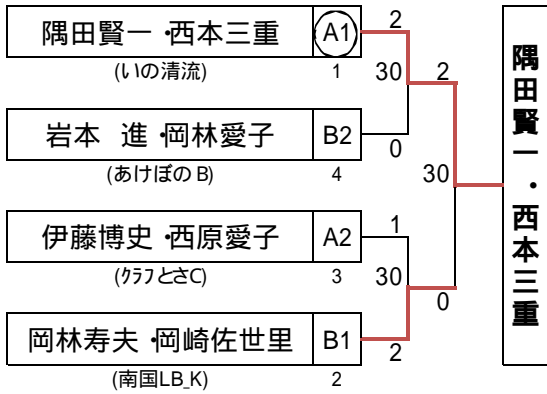 隅田賢一・西本三重 A1
(いの清流) 1
岩本 進・岡林愛子 B2
(あけぼのB) 4
伊藤博史・西原愛子 A2
(クラブとさC) 3
岡林寿夫・岡崎佐世里 B1
(南国LB_K) 2
2
30
0
1
30
2
2
30
0
隅田賢一・西本三重